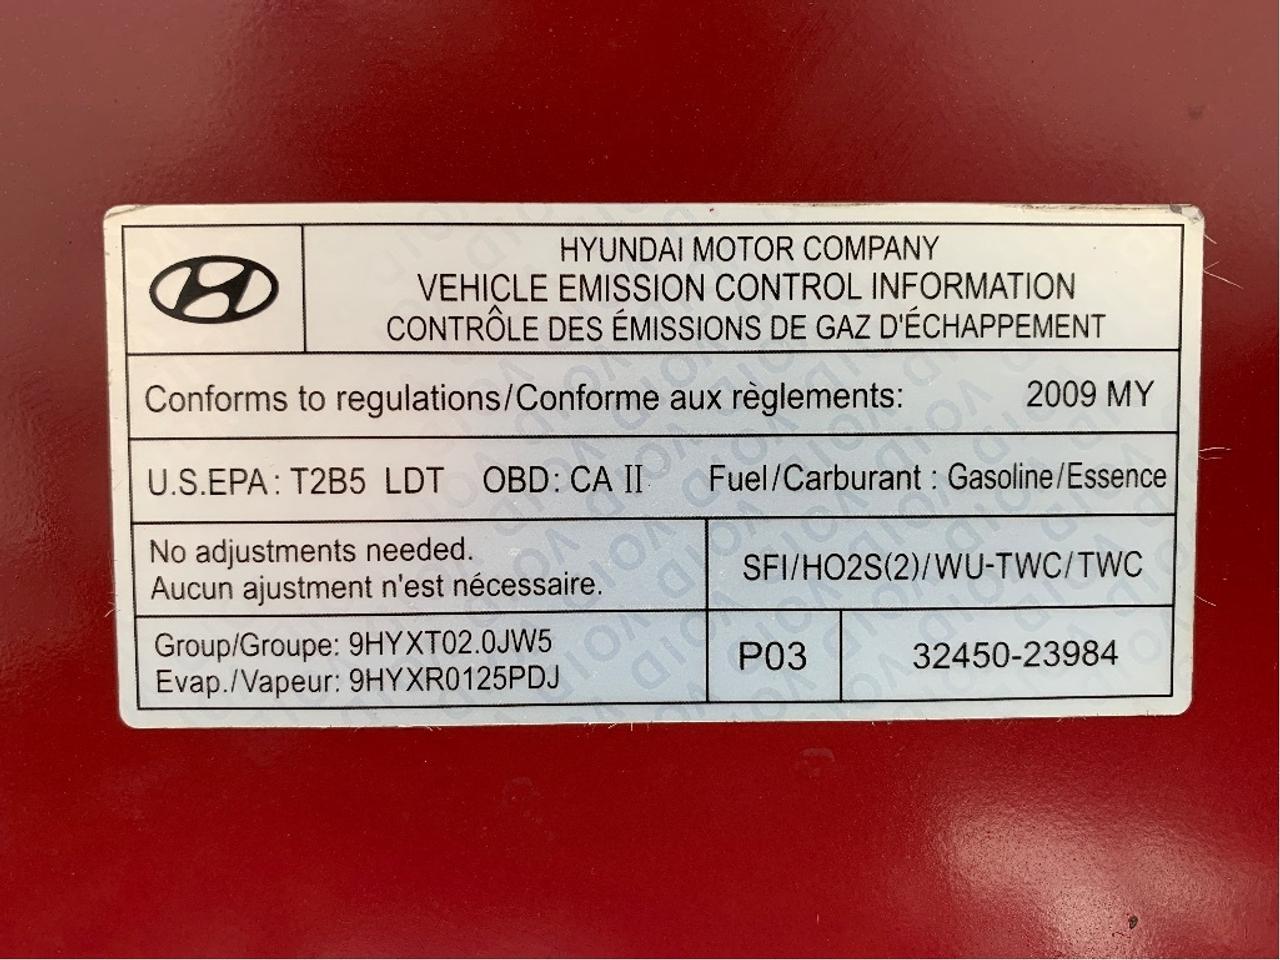 HYUNDAI MOTOR COMPANY
VEHICLE EMISSION CONTROL INFORMATION
CONTRÔLE DES ÉMISSIONS DE GAZ D'ÉCHAPPEMENT
Conforms to regulations/Conforme aux règlements: 2009 MY
U.S.EPA: T2B5 LDT OBD: CA II Fuel/Carburant : Gasoline/Essence
No adjustments needed.
Aucun ajustment n'est nécessaire.
SFI/HO2S(2)/WU-TWC/TWC
Group/Groupe: 9HYXT02.0JW5
Evap./Vapeur: 9HYXR0125PDJ
P03
32450-23984